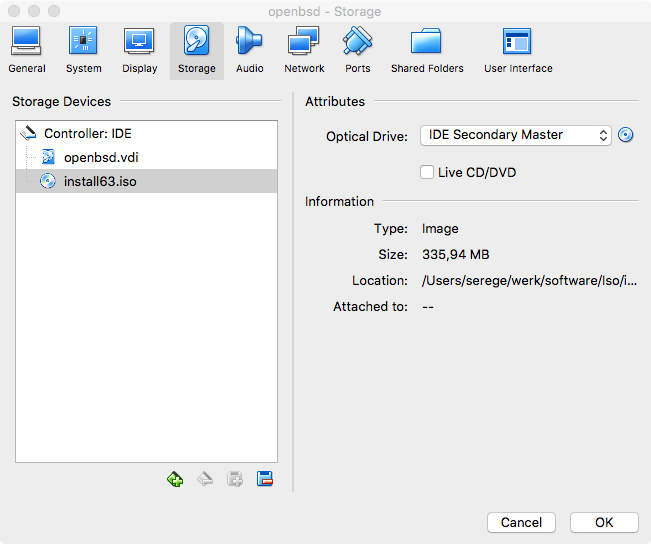 openbsd - Storage
General System Display Storage Audio Network Ports Shared Folders User Interface
Storage Devices
Controller: IDE
openbsd.vdi
install63.iso
Attributes
Optical Drive: IDE Secondary Master
Live CD/DVD
Information
Type: Image
Size: 335,94 MB
Location: /Users/serege/werk/software/Iso/i...
Attached to: --
Cancel OK